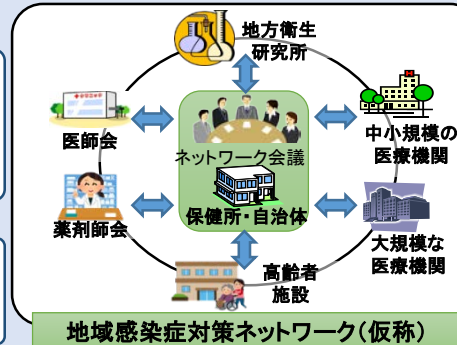 地方衛生
研究所
医師会
中小規模の
医療機関
ネットワーク会議
保健所・自治体
薬剤師会
大規模な
医療機関
高齢者
施設
地域感染症対策ネットワーク(仮称)